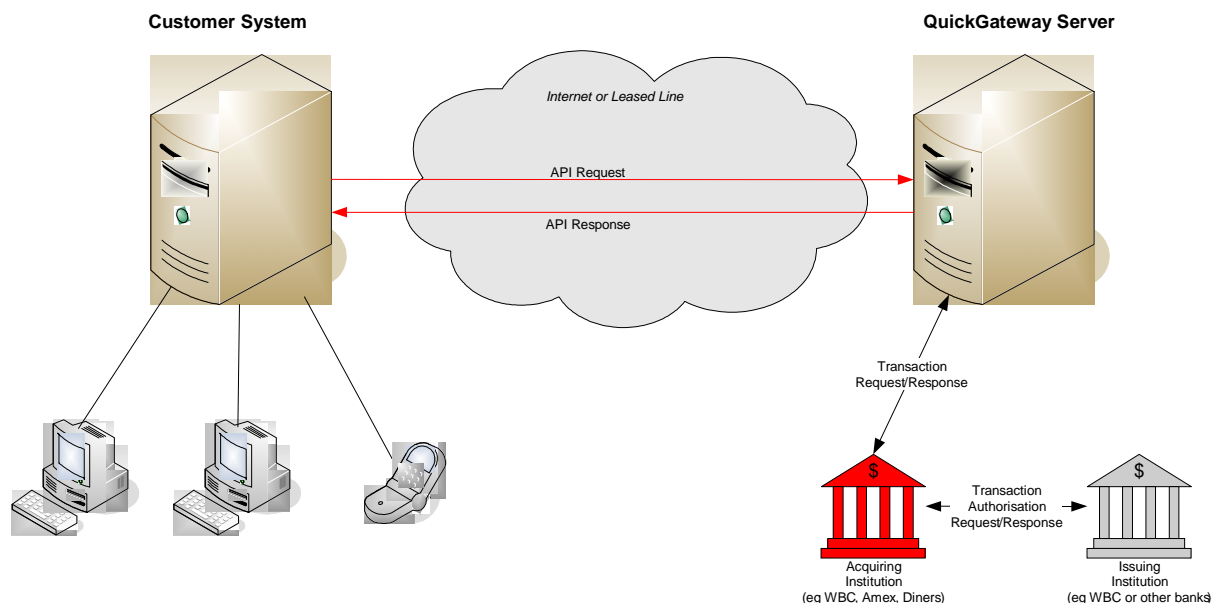 Customer System
QuickGateway Server
Internet or Leased Line
API Request
API Response
Transaction
Request/Response
$
$
Transaction
Authorisation
Request/Response
Acquiring
Institution
(eg WBC, Amex, Diners)
Issuing
Institution
(eg WBC or other banks)